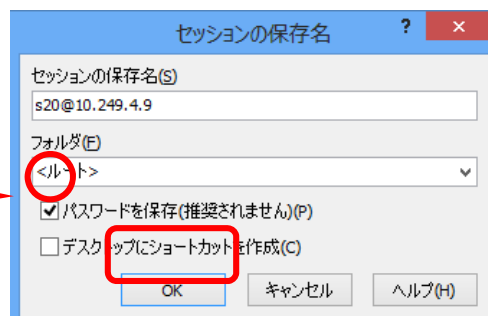 セッションの保存名 ? ×
セッションの保存名(S)
s20@10.249.4.9
フォルダ(F)
<ルート>
パスワードを保存(推奨されません)(P)
デスクトップにショートカットを作成(C)
OK キャンセル ヘルプ(H)